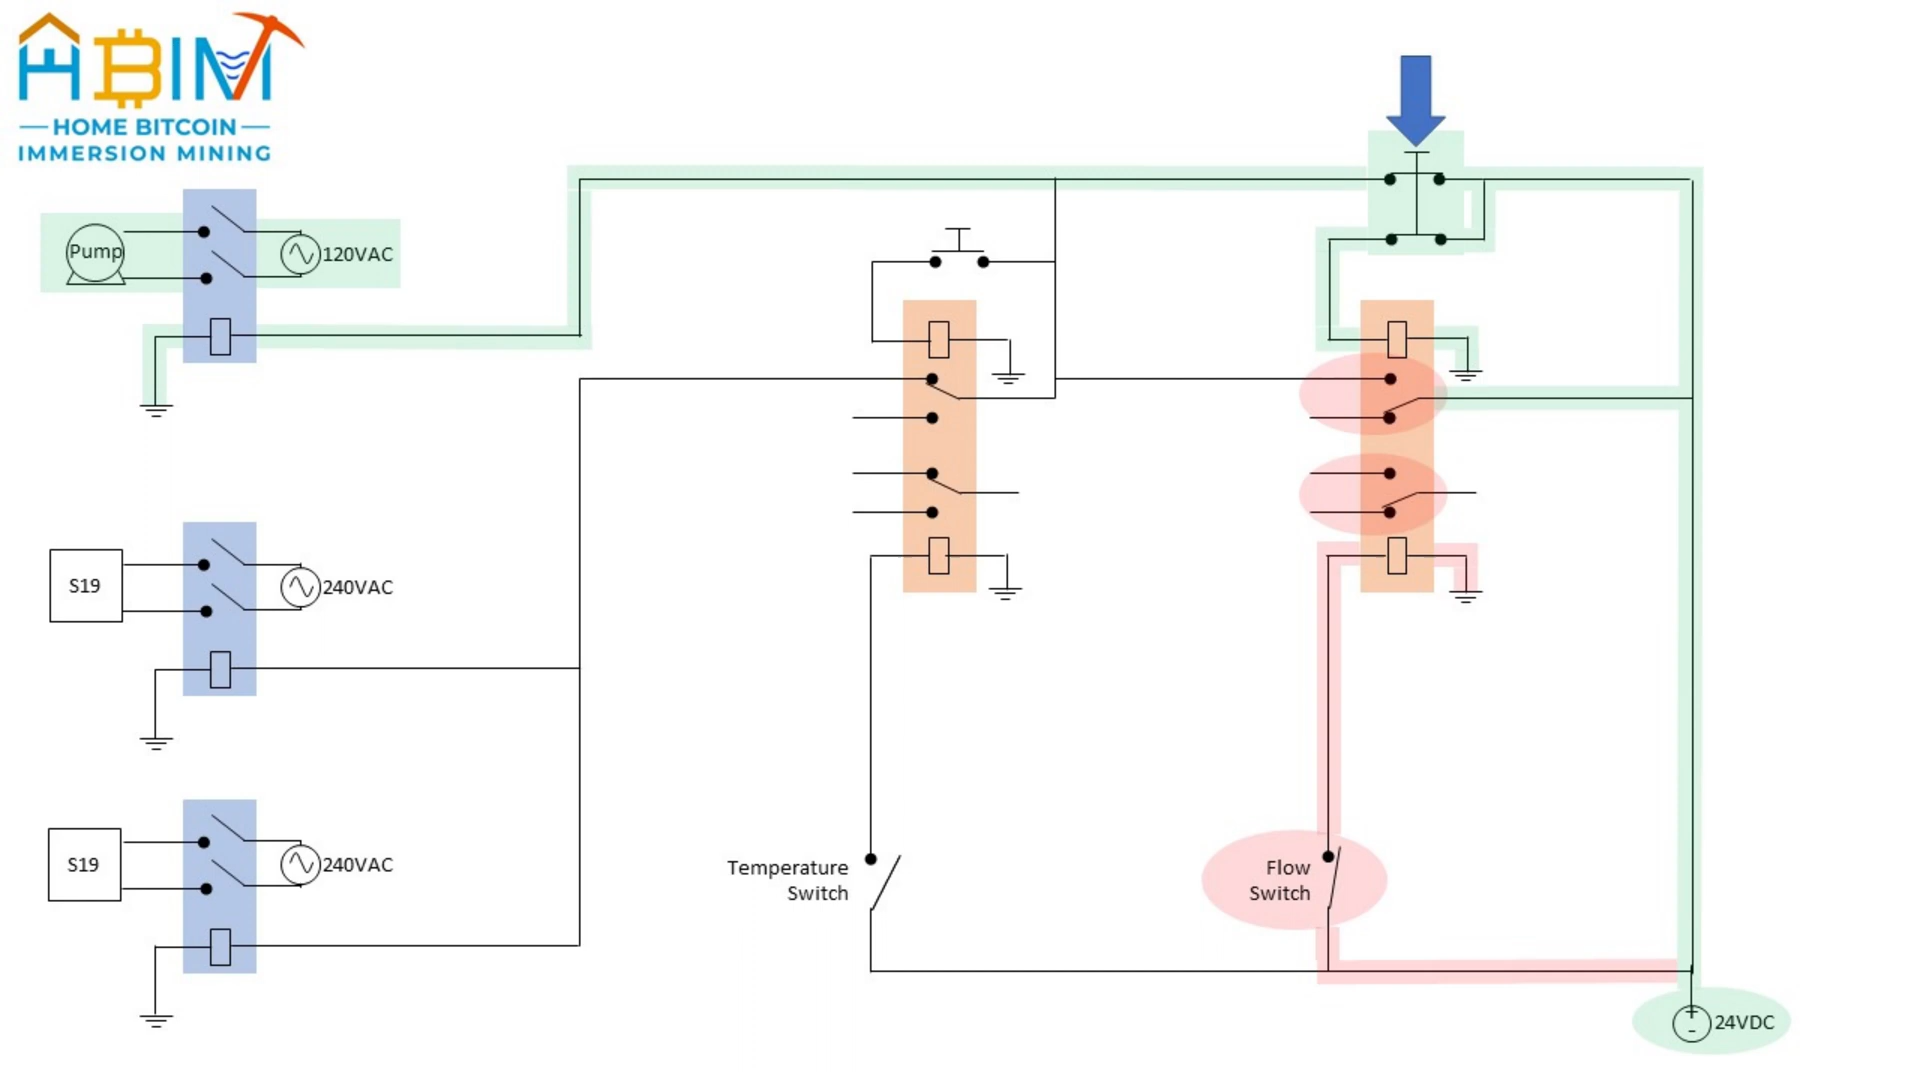 HBIM
HOME BITCOIN
IMMERSION MINING
Pump
120VAC
S19
240VAC
S19
240VAC
Temperature
Switch
Flow
Switch
24VDC